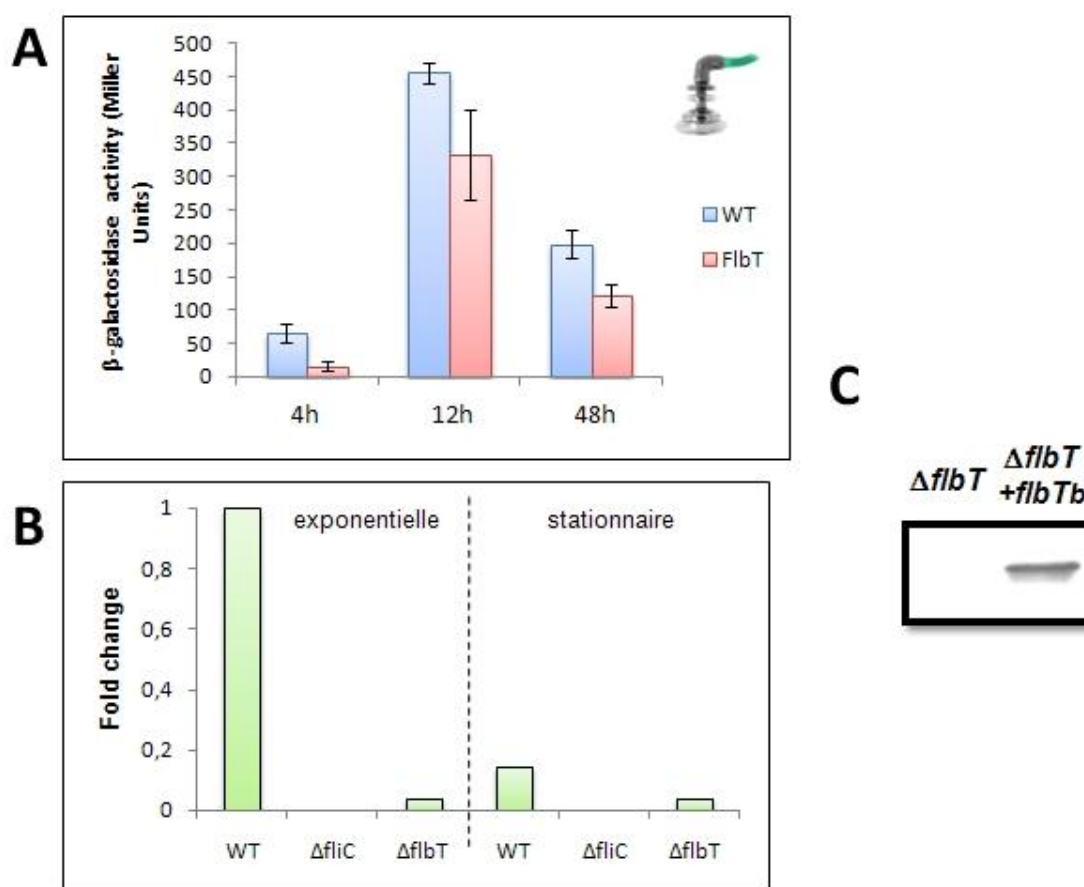 A
β-galactosidase activity (Miller
Units)
500
450
400
350
300
250
200
150
100
50
0
4h
12h
48h
WT
FlbT
B
Fold change
1
0,8
0,6
0,4
0,2
0
exponentielle
stationnaire
WT
ΔfliC
ΔflbT
WT
ΔfliC
ΔflbT
C
ΔflbT
ΔflbT
+flbTb